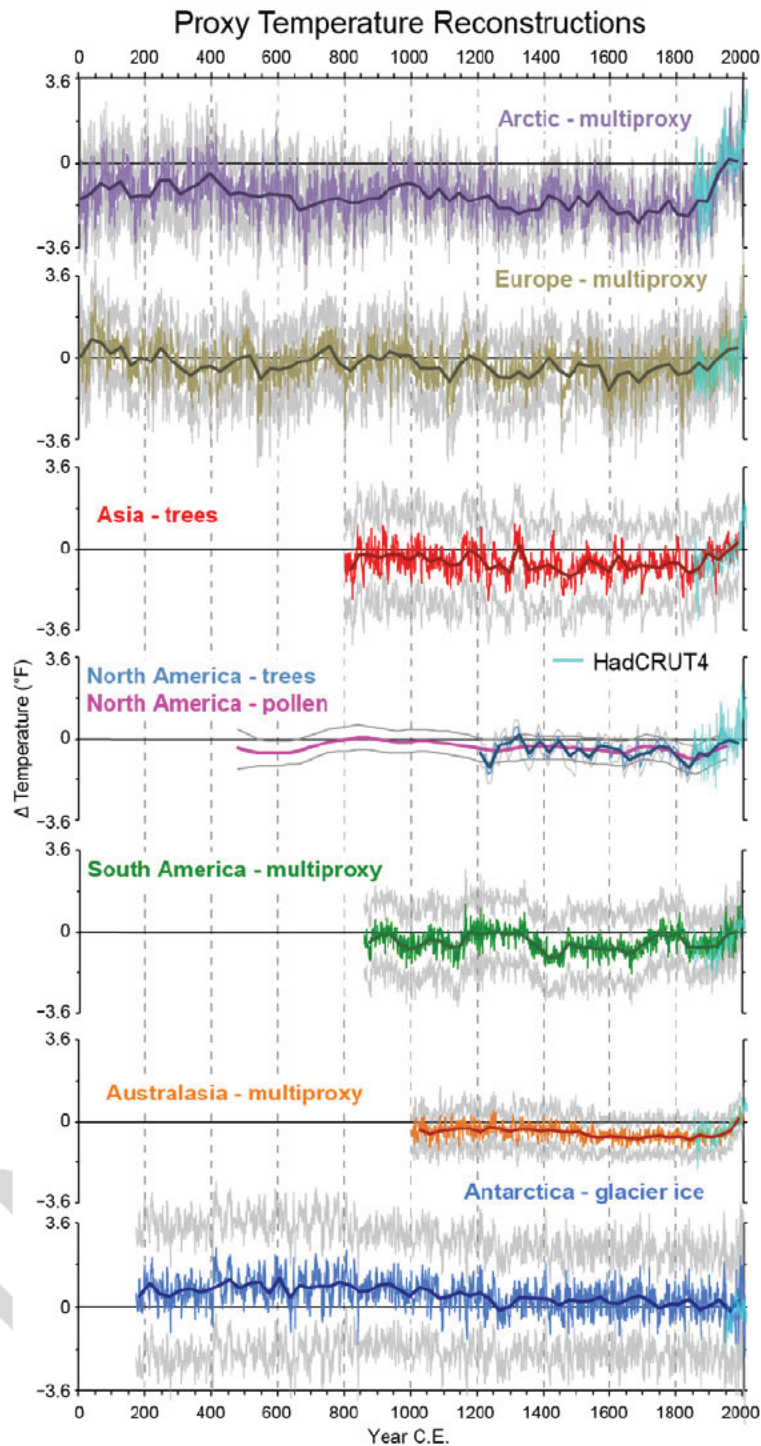 Proxy Temperature Reconstructions
0 200 400 600 800 1000 1200 1400 1600 1800 2000
3.6
Arctic - multiproxy
0
−3.6
3.6
Europe - multiproxy
0
−3.6
3.6
Asia - trees
0
−3.6
Δ Temperature (°F)
3.6
North America - trees
HadCRUT4
North America - pollen
0
−3.6
3.6
South America - multiproxy
0
−3.6
3.6
Australasia - multiproxy
0
−3.6
Antarctica - glacier ice
3.6
0
−3.6
0 200 400 600 800 1000 1200 1400 1600 1800 2000
Year C.E.